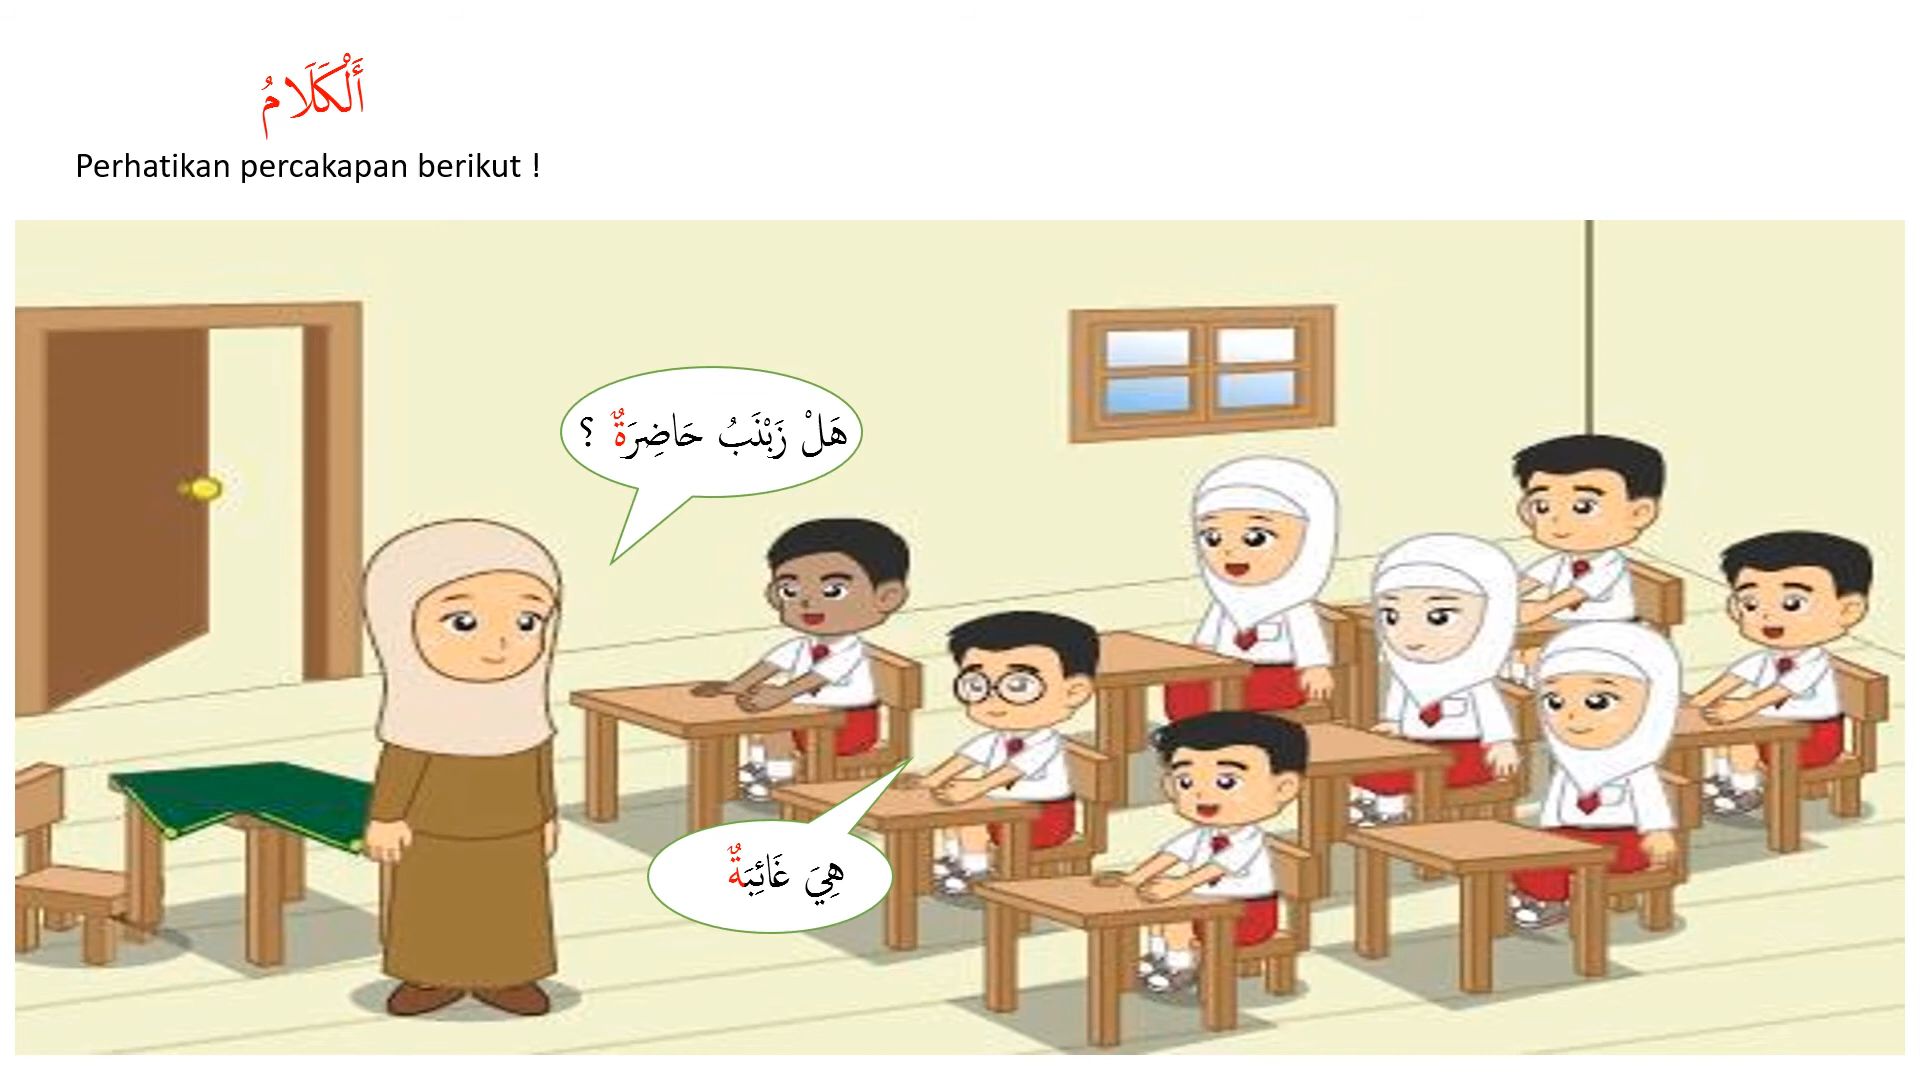 أَلْكَلَامُ
Perhatikan percakapan berikut !
هَلْ زَيْنَبُ حَاضِرَةٌ ؟
هِيَ غَائِبَةٌ